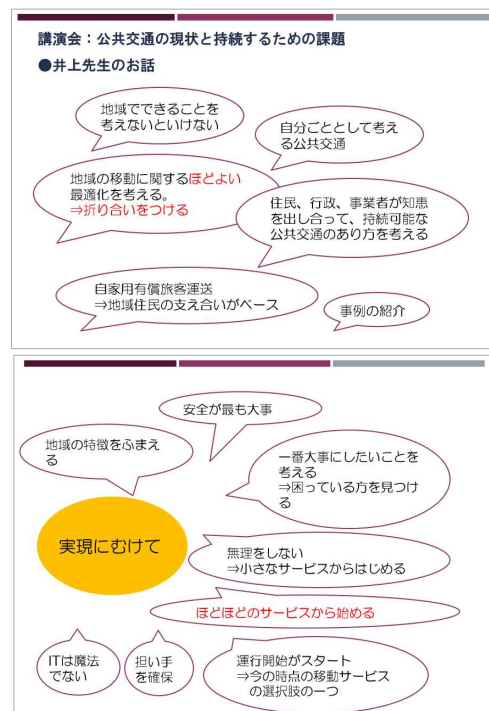 講演会：公共交通の現状と持続するための課題
●井上先生のお話
地域でできることを
考えないといけない
自分ごととして考え
る公共交通
地域の移動に関するほどよい
最適化を考える。
⇒折り合いをつける
住民、行政、事業者が知恵
を出し合って、持続可能な
公共交通のあり方を考える
自家用有償旅客運送
⇒地域住民の支え合いがベース
事例の紹介
安全が最も大事
地域の特徴をふまえ
る
一番大事にしたいことを
考える
⇒困っている方を見つけ
る
実現にむけて
無理をしない
⇒小さなサービスからはじめる
ほどほどのサービスから始める
ITは魔法
でない
担い手
を確保
運行開始がスタート
⇒今の時点の移動サービス
の選択肢の一つ